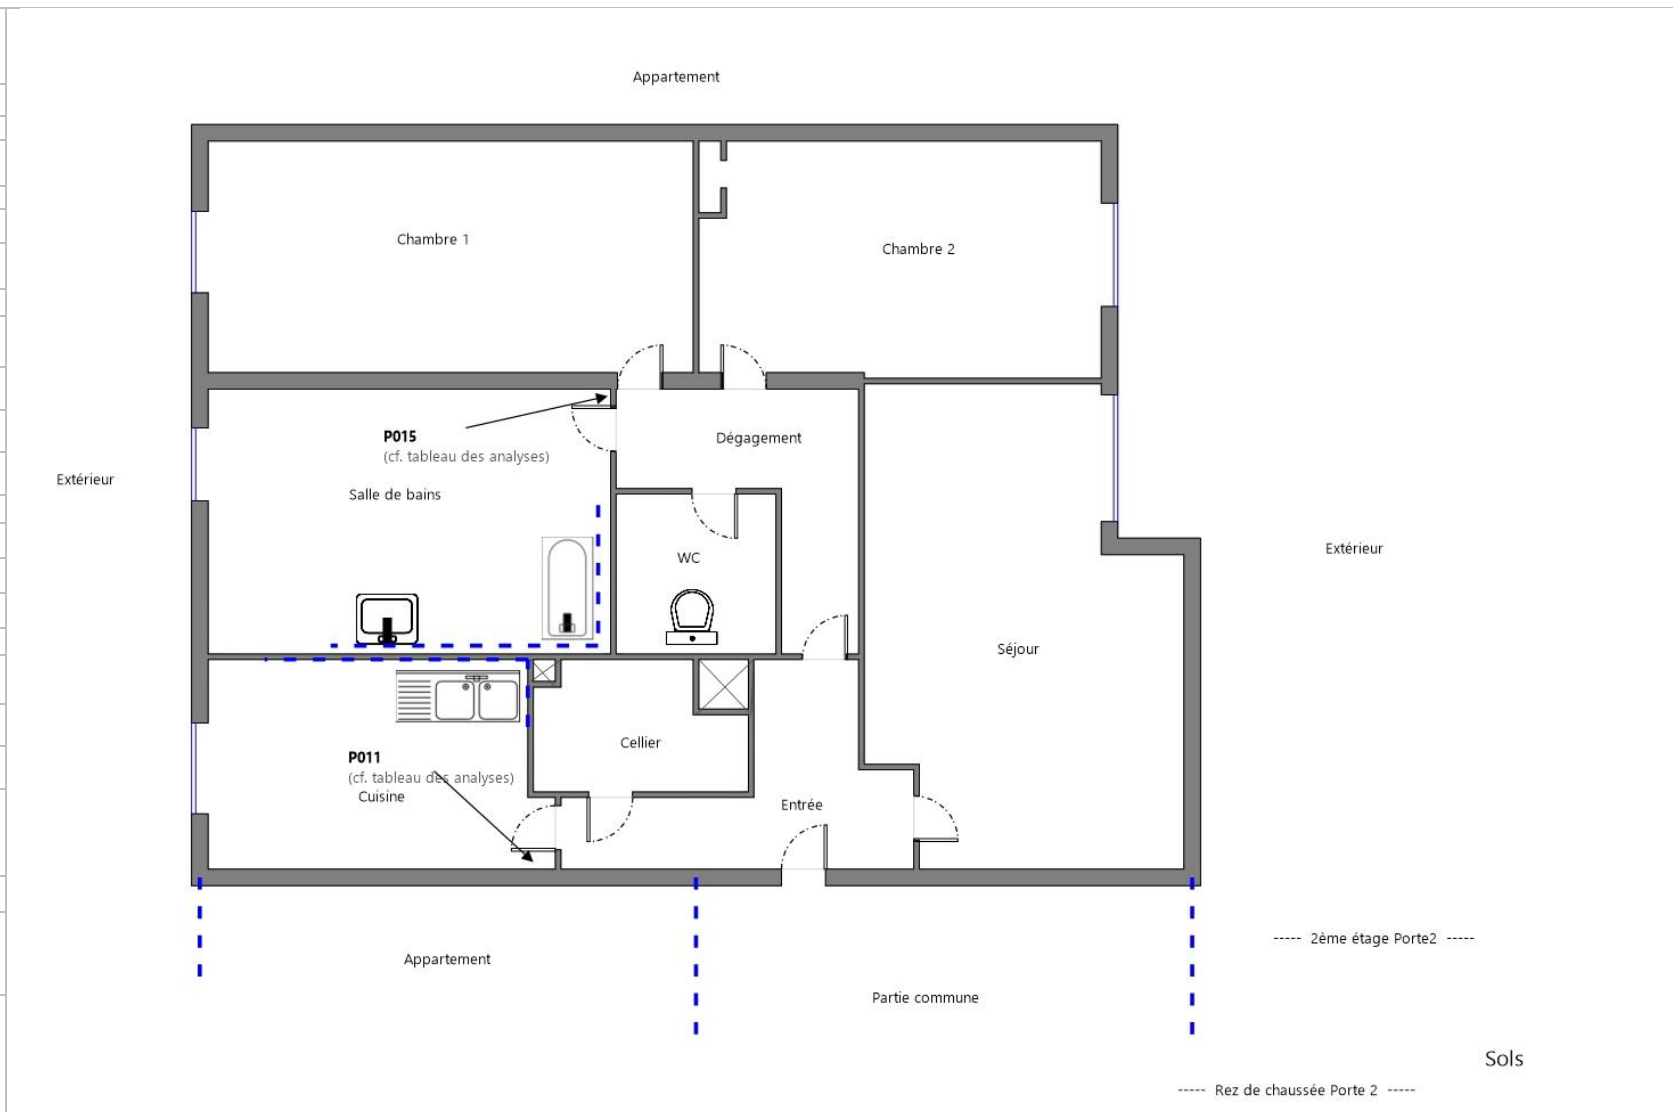 Appartement
Chambre 1
Chambre 2
P015
(cf. tableau des analyses)
Dégagement
Extérieur
Salle de bains
WC
Extérieur
Séjour
Cellier
P011
(cf. tableau des analyses)
Cuisine
Entrée
----- 2ème étage Porte2 -----
Appartement
Partie commune
Sols
----- Rez de chaussée Porte 2 -----